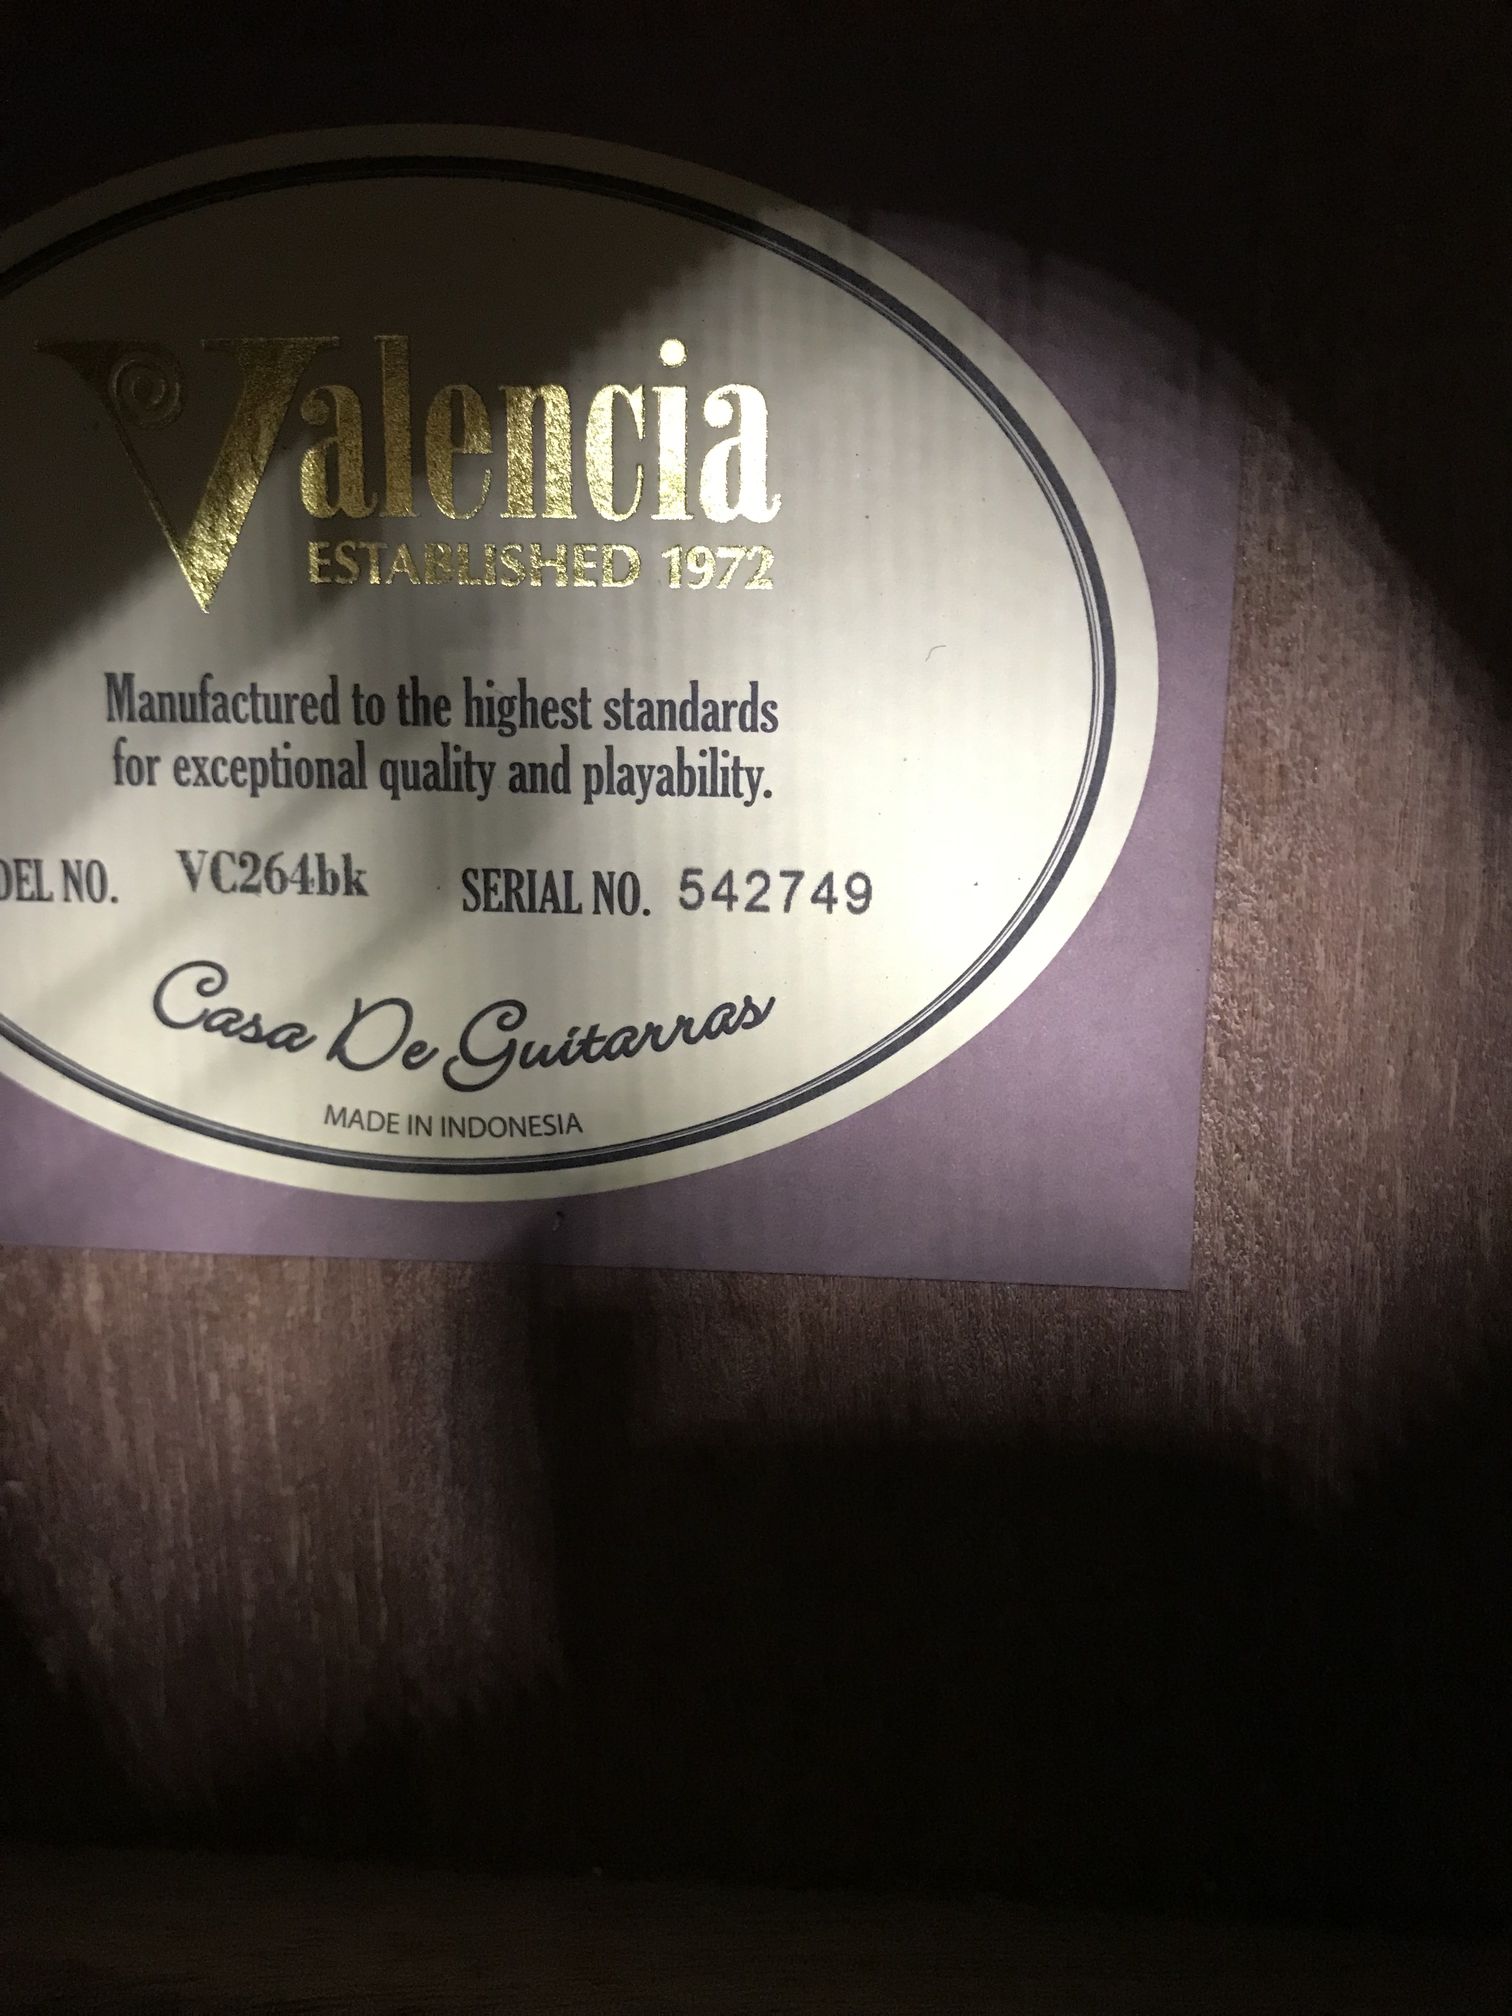 Valencia
ESTABLISHED 1972
Manufactured to the highest standards
for exceptional quality and playability.
DEL NO. VC264bk SERIAL NO. 542749
Casa De Guitarras
MADE IN INDONESIA